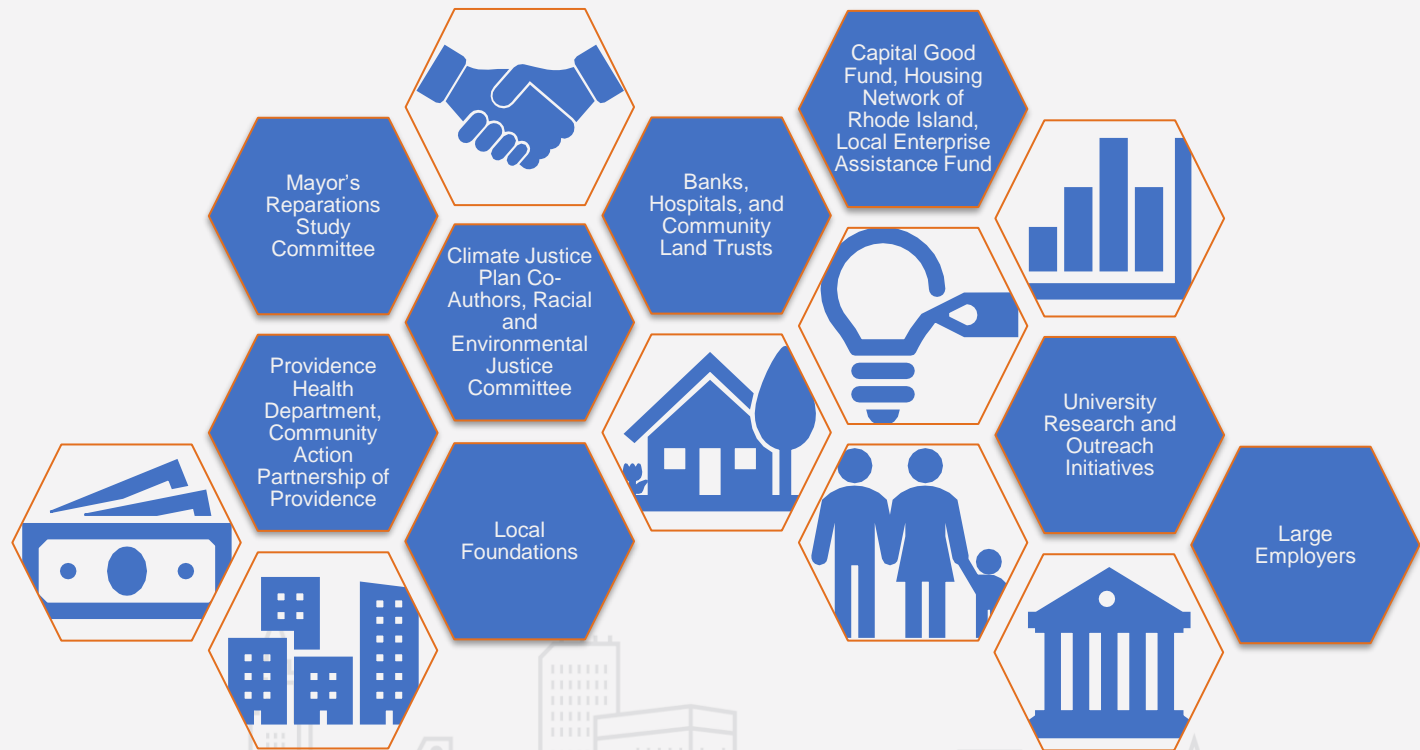 Mayor’s
Reparations
Study
Committee
Climate Justice
Plan Co-
Authors, Racial
and
Environmental
Justice
Committee
Banks,
Hospitals, and
Community
Land Trusts
Capital Good
Fund, Housing
Network of
Rhode Island,
Local Enterprise
Assistance Fund
Providence
Health
Department,
Community
Action
Partnership of
Providence
Local
Foundations
University
Research and
Outreach
Initiatives
Large
Employers